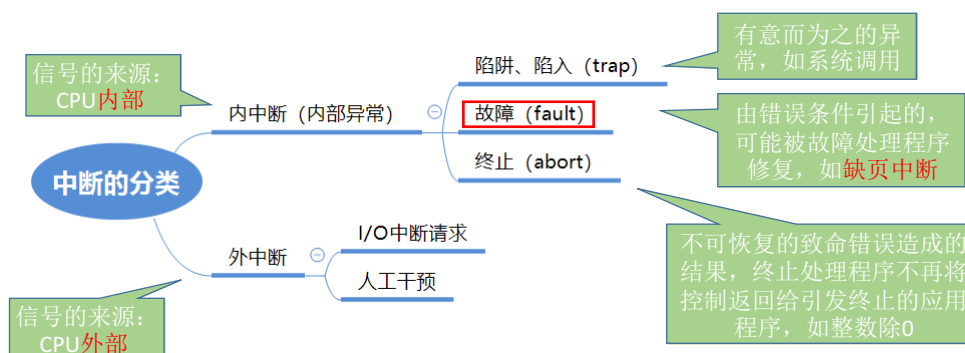 有意而为之的异
常，如系统调用
信号的来源：
CPU内部
陷阱、陷入（trap）
内中断（内部异常）
故障（fault）
由错误条件引起的，
可能被故障处理程序
修复，如缺页中断
终止（abort）
中断的分类
I/O中断请求
外中断
人工干预
不可恢复的致命错误造成的
结果，终止处理程序不再将
控制返回给引发终止的应用
程序，如整数除0
信号的来源：
CPU外部